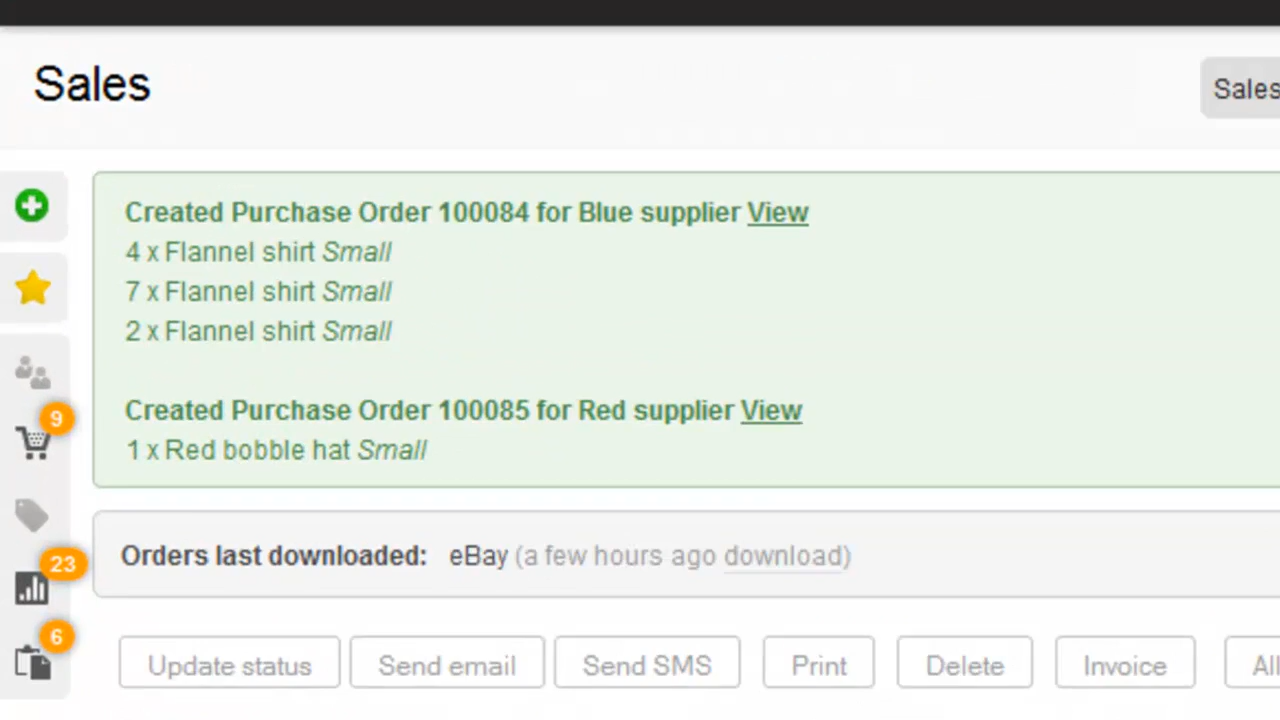 Sales
Sales
Created Purchase Order 100084 for Blue supplier View
4 x Flannel shirt Small
7 x Flannel shirt Small
2 x Flannel shirt Small
Created Purchase Order 100085 for Red supplier View
9
1 x Red bobble hat Small
Orders last downloaded: eBay (a few hours ago download)
23
6
Update status Send email Send SMS Print Delete Invoice